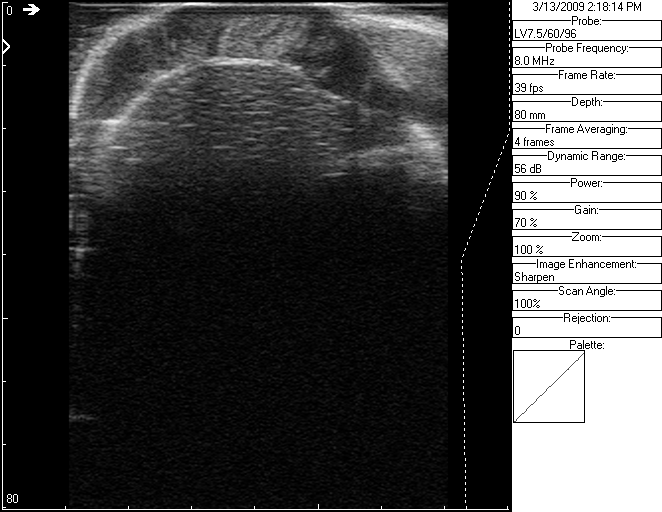 0
80
3/13/2009 2:18:14 PM
Probe:
LV7.5/60/96
Probe Frequency:
8.0 MHz
Frame Rate:
39 fps
Depth:
80 mm
Frame Averaging:
4 frames
Dynamic Range:
56 dB
Power:
90 %
Gain:
70 %
Zoom:
100 %
Image Enhancement:
Sharpen
Scan Angle:
100%
Rejection:
0
Palette: